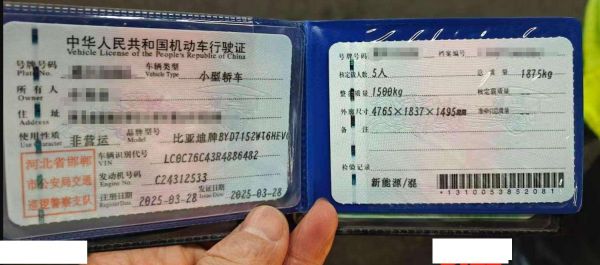 中华人民共和国机动车行驶证
Vehicle License of the People's Republic of China
号牌号码
Plate No.
车辆类型
Vehicle Type
小型轿车
所有人
Owner
住址
Address
使用性质
Use Character
非营运
品牌型号
Model
比亚迪牌BYD7152WT6HEV
河北省邯郸
市公安局交通
巡逻警察支队
车辆识别代号
VIN
LC0C76C43R4886482
发动机号码
Engine No.
C24312533
注册日期
Register Date
2025-03-28
发证日期
Issue Date
2025-03-28
号牌号码
档案编号
核定载人数
5人
总质量
1875kg
整备质量
1500kg
核定载质量
外廓尺寸
4765×1837×1495
备注
检验记录
新能源/混
*1310053852081*